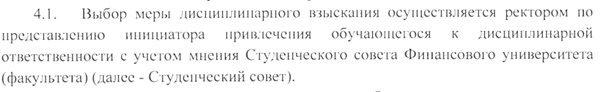 4.1. Выбор меры дисциплинарного взыскания осуществляется ректором по
представлению инициатора привлечения обучающегося к дисциплинарной
ответственности с учетом мнения Студенческого совета Финансового университета
(факультета) (далее - Студенческий совет).